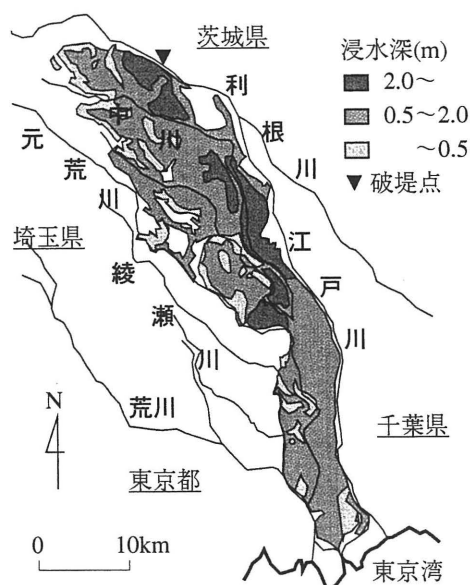 茨城県
浸水深(m)
2.0～
0.5～2.0
～0.5
▼ 破堤点
利根川
中川
元荒川
江戸川
綾瀬川
埼玉県
荒川
N
千葉県
東京都
0 10km
東京湾